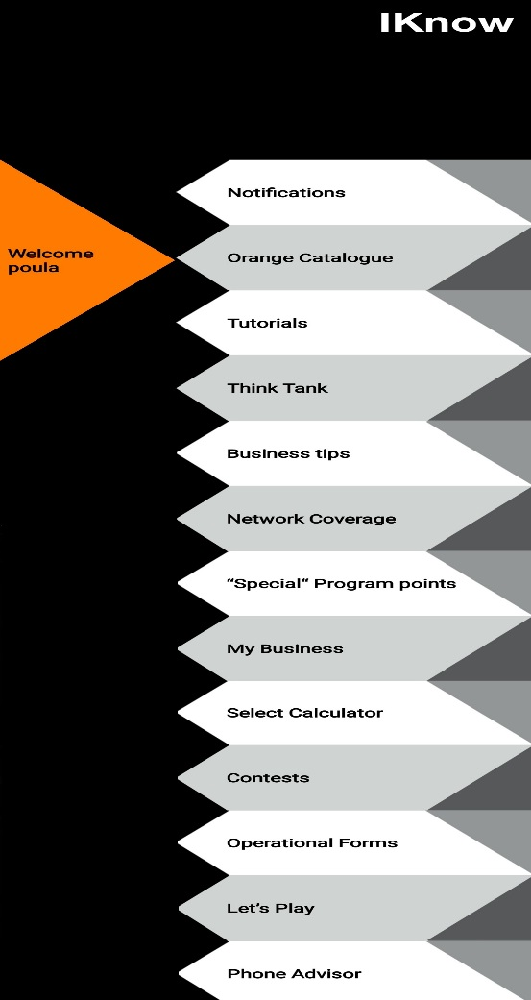 IKnow
Welcome
poula
Notifications
Orange Catalogue
Tutorials
Think Tank
Business tips
Network Coverage
“Special“ Program points
My Business
Select Calculator
Contests
Operational Forms
Let’s Play
Phone Advisor